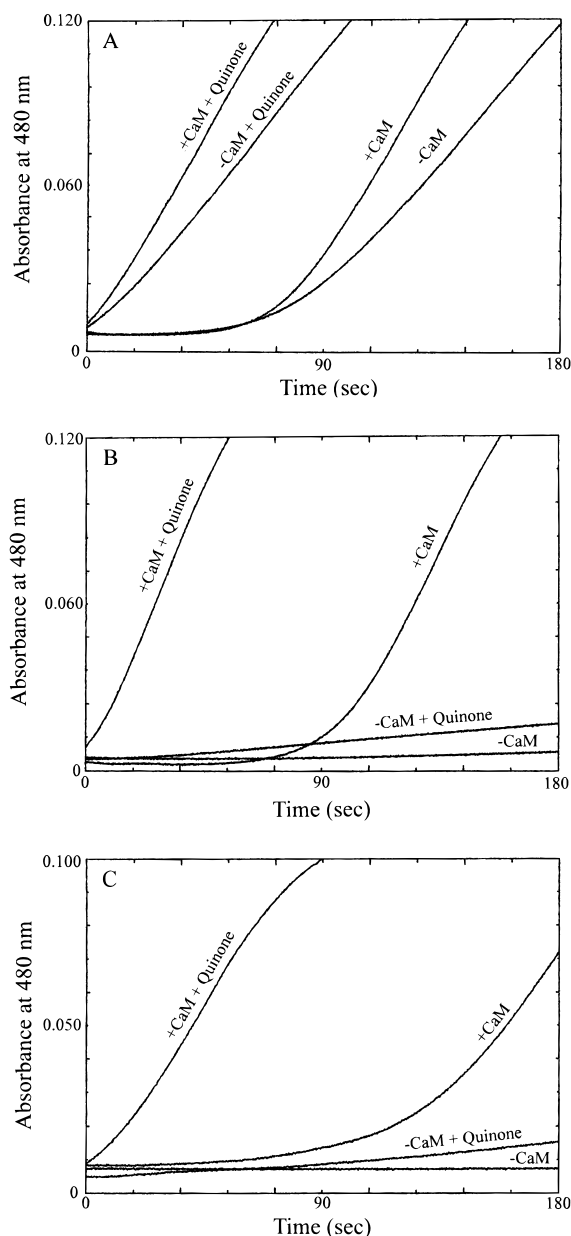 A
0.120
+CaM + Quinone
-CaM + Quinone
+CaM
-CaM
0.060
0
0
90
180
Absorbance at 480 nm
Time (sec)
B
0.120
+CaM + Quinone
+CaM
0.060
-CaM + Quinone
-CaM
0
0
90
180
Absorbance at 480 nm
Time (sec)
C
0.100
+CaM + Quinone
+CaM
0.050
-CaM + Quinone
-CaM
0
0
90
180
Absorbance at 480 nm
Time (sec)